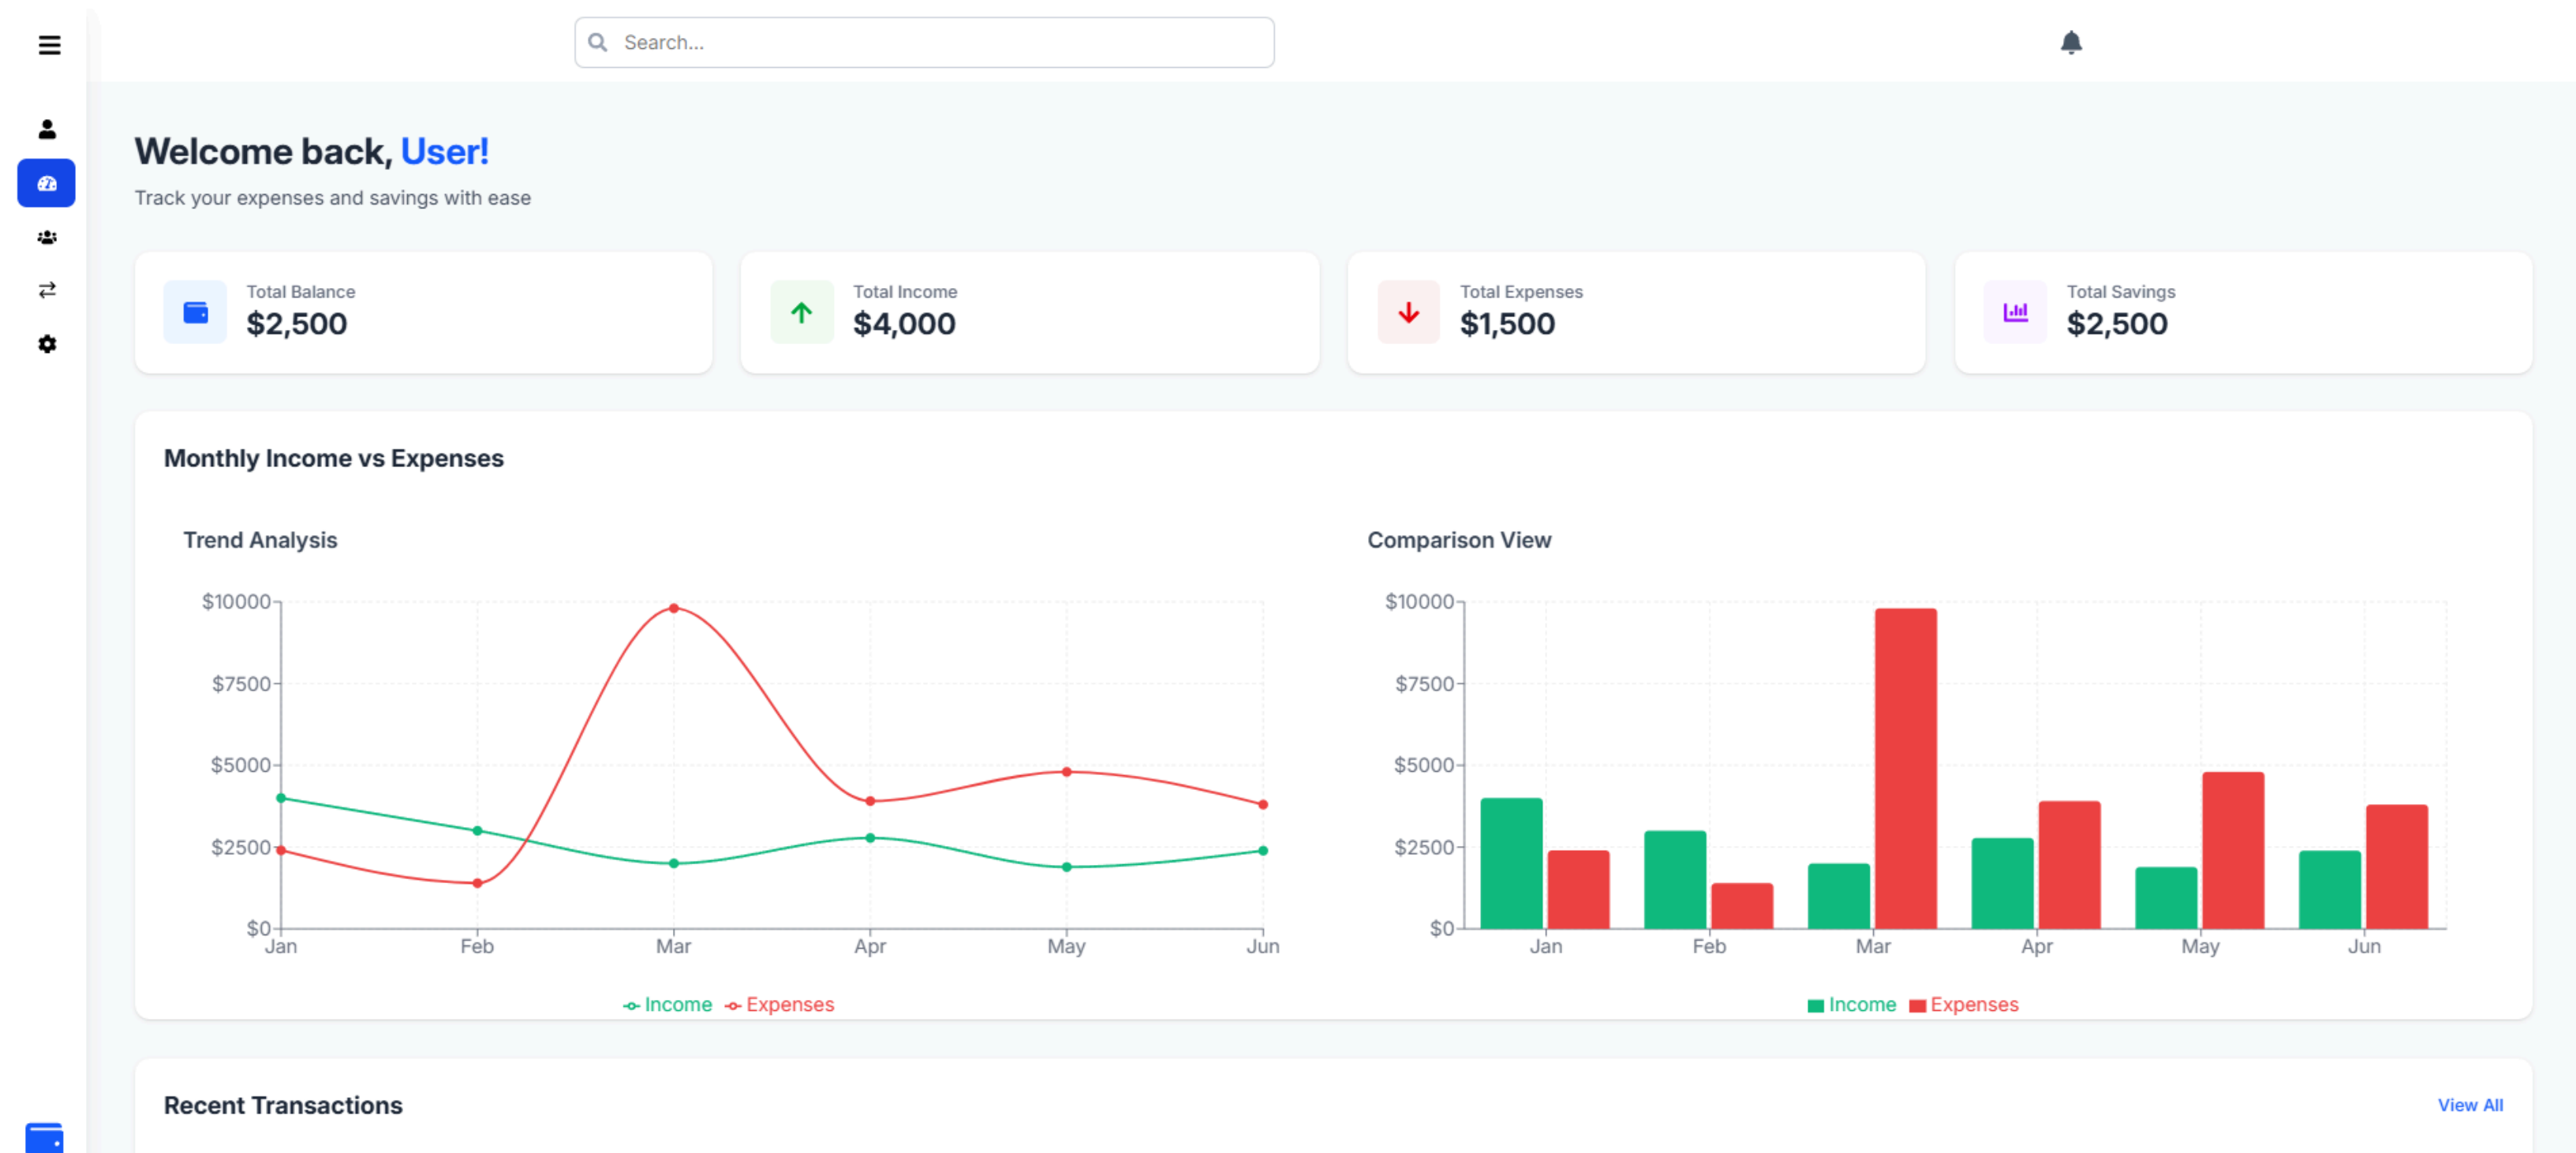 Search...
Welcome back, User!
Track your expenses and savings with ease
Total Balance
$2,500
Total Income
$4,000
Total Expenses
$1,500
Total Savings
$2,500
Monthly Income vs Expenses
Trend Analysis
$10000
$7500
$5000
$2500
$0
Jan Feb Mar Apr May Jun
Income Expenses
Comparison View
$10000
$7500
$5000
$2500
$0
Jan Feb Mar Apr May Jun
Income Expenses
Recent Transactions
View All